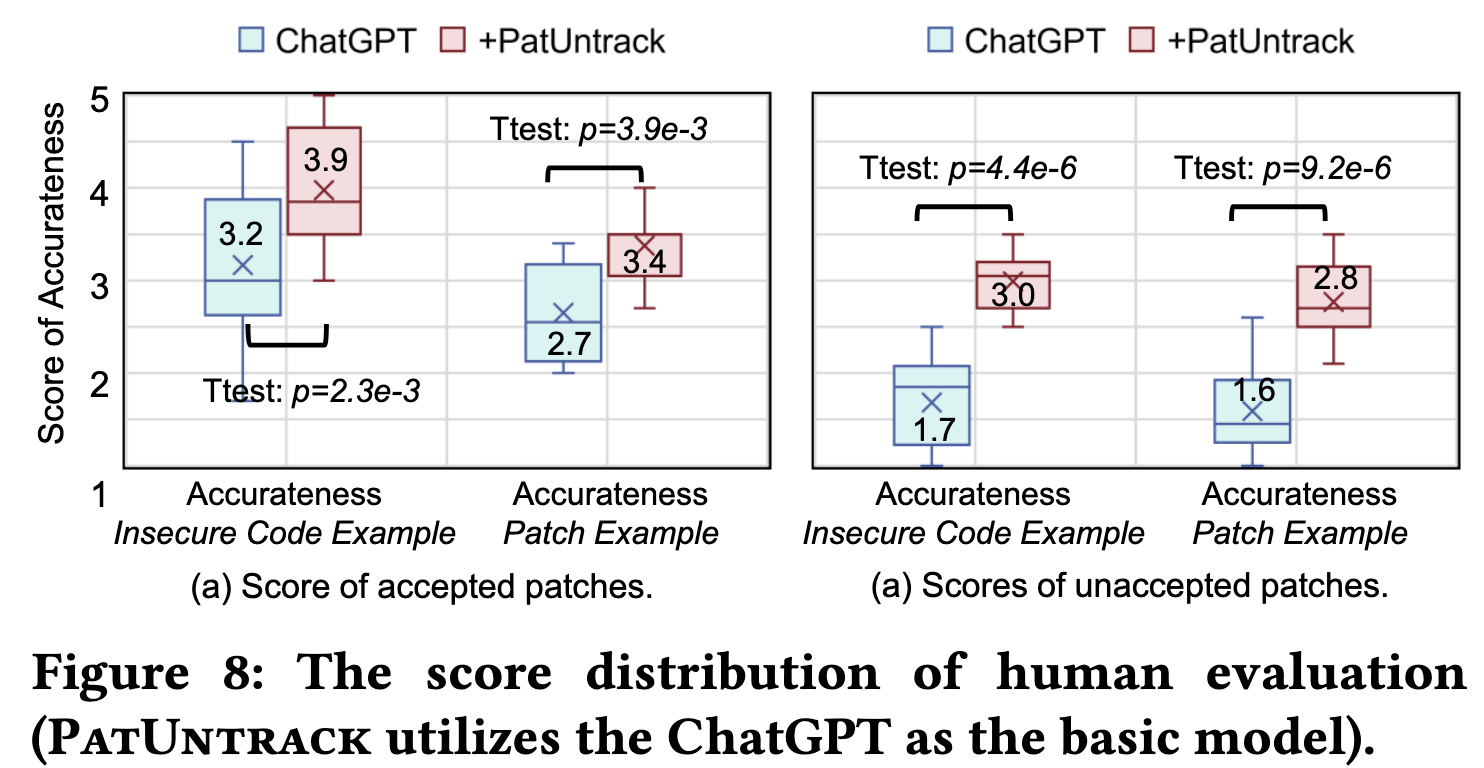 ChatGPT +PatUntrack
ChatGPT +PatUntrack
Score of Accurateness
5
4
3
2
1
3.2
3.9
Ttest: p=2.3e-3
Ttest: p=3.9e-3
2.7
3.4
Accurateness
Insecure Code Example
Accurateness
Patch Example
(a) Score of accepted patches.
Ttest: p=4.4e-6
Ttest: p=9.2e-6
1.7
3.0
1.6
2.8
Accurateness
Insecure Code Example
Accurateness
Patch Example
(a) Scores of unaccepted patches.
Figure 8: The score distribution of human evaluation
(PATUNTRACK utilizes the ChatGPT as the basic model).